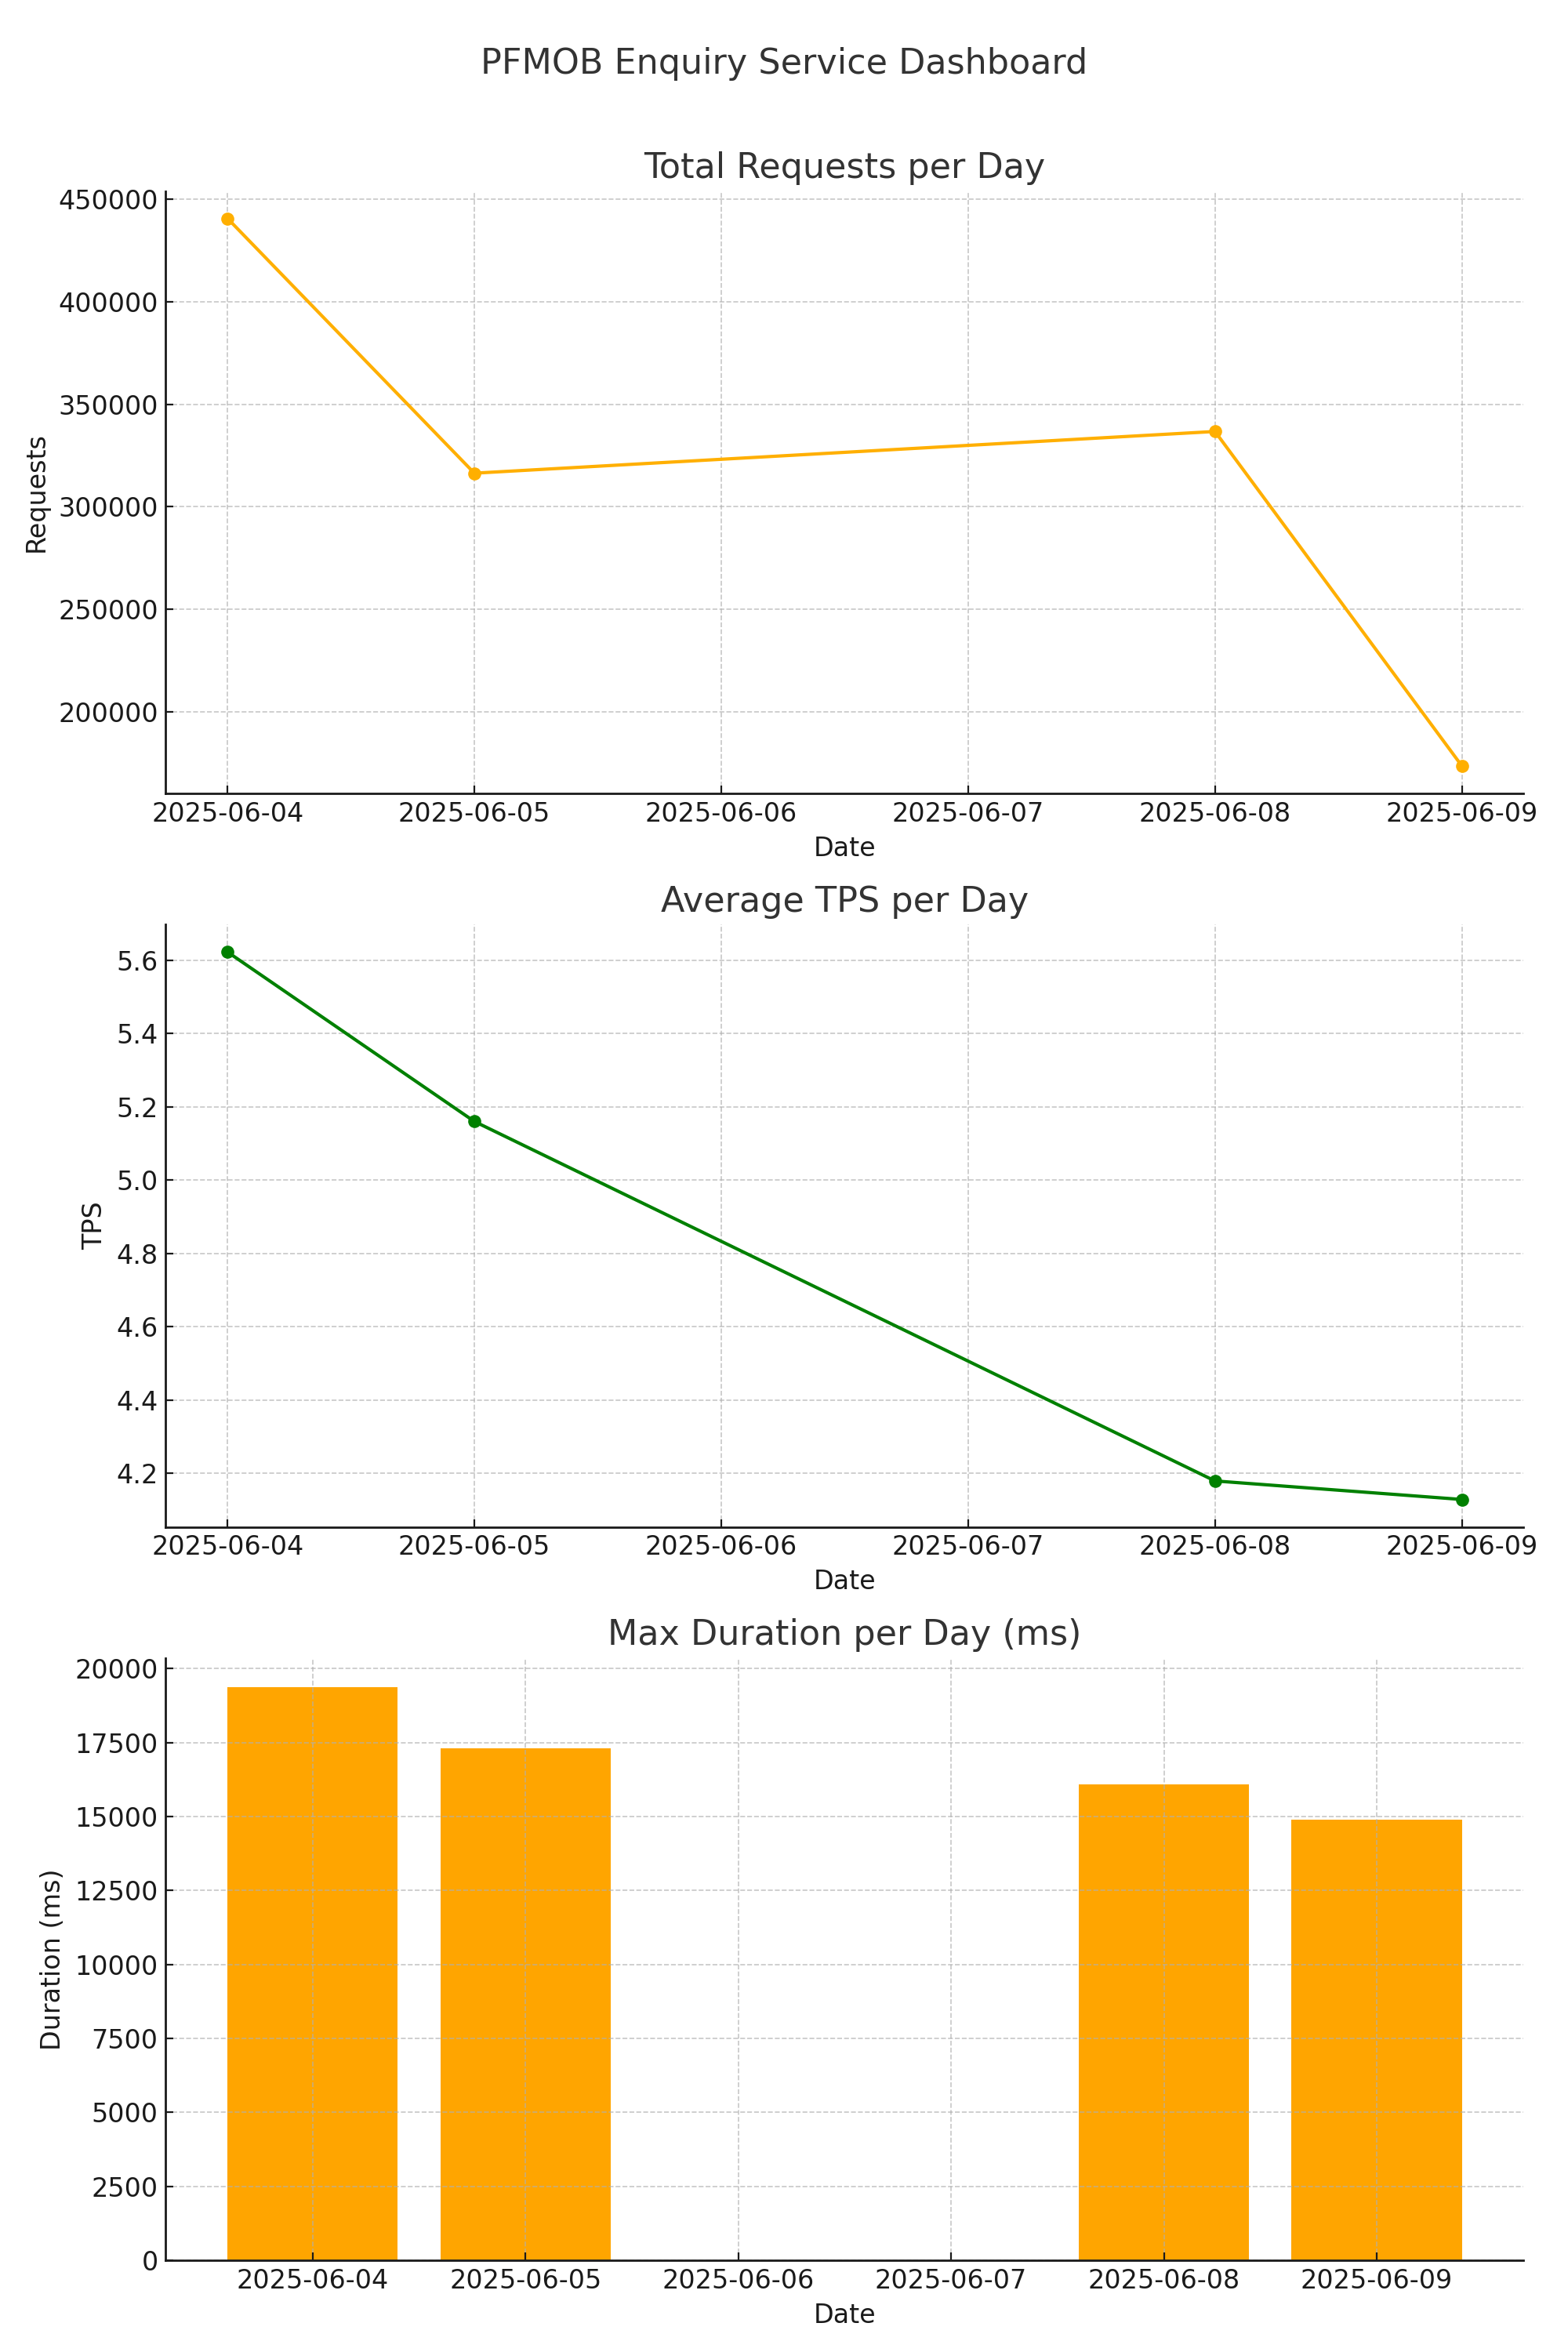 PFMOB Enquiry Service Dashboard
Total Requests per Day
450000
400000
350000
300000
250000
200000
Requests
2025-06-04 2025-06-05 2025-06-06 2025-06-07 2025-06-08 2025-06-09
Date
Average TPS per Day
5.6
5.4
5.2
5.0
4.8
4.6
4.4
4.2
TPS
2025-06-04 2025-06-05 2025-06-06 2025-06-07 2025-06-08 2025-06-09
Date
Max Duration per Day (ms)
20000
17500
15000
12500
10000
7500
5000
2500
0
Duration (ms)
2025-06-04 2025-06-05 2025-06-06 2025-06-07 2025-06-08 2025-06-09
Date